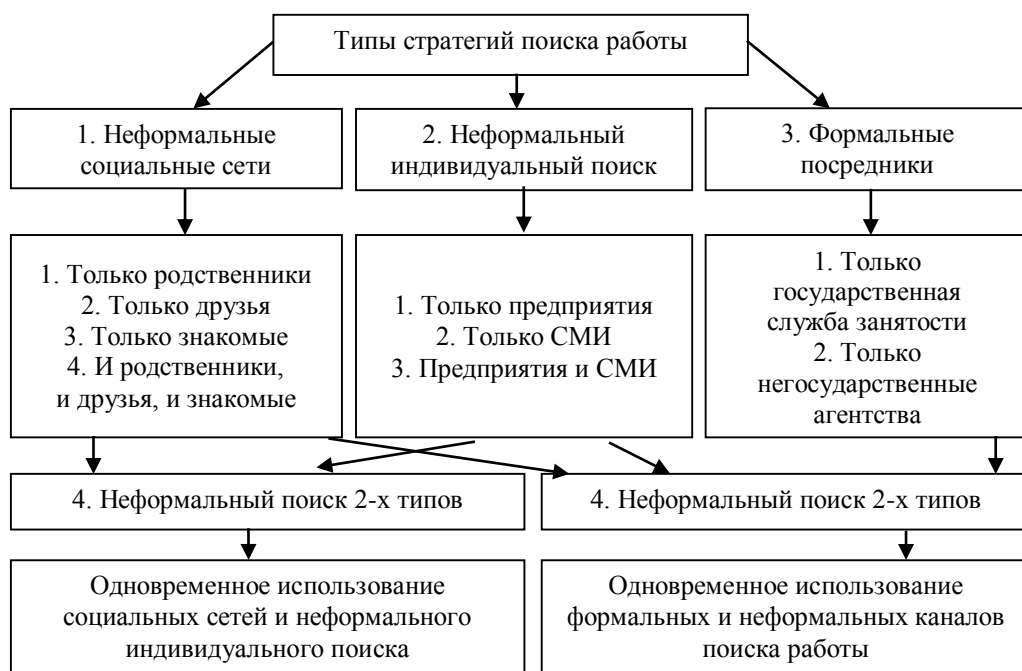 Типы стратегий поиска работы
1. Неформальные
социальные сети
2. Неформальный
индивидуальный поиск
3. Формальные
посредники
1. Только родственники
2. Только друзья
3. Только знакомые
4. И родственники,
и друзья, и знакомые
1. Только предприятия
2. Только СМИ
3. Предприятия и СМИ
1. Только
государственная
служба занятости
2. Только
негосударственные
агентства
4. Неформальный поиск 2-х типов
4. Неформальный поиск 2-х типов
Одновременное использование
социальных сетей и неформального
индивидуального поиска
Одновременное использование
формальных и неформальных каналов
поиска работы